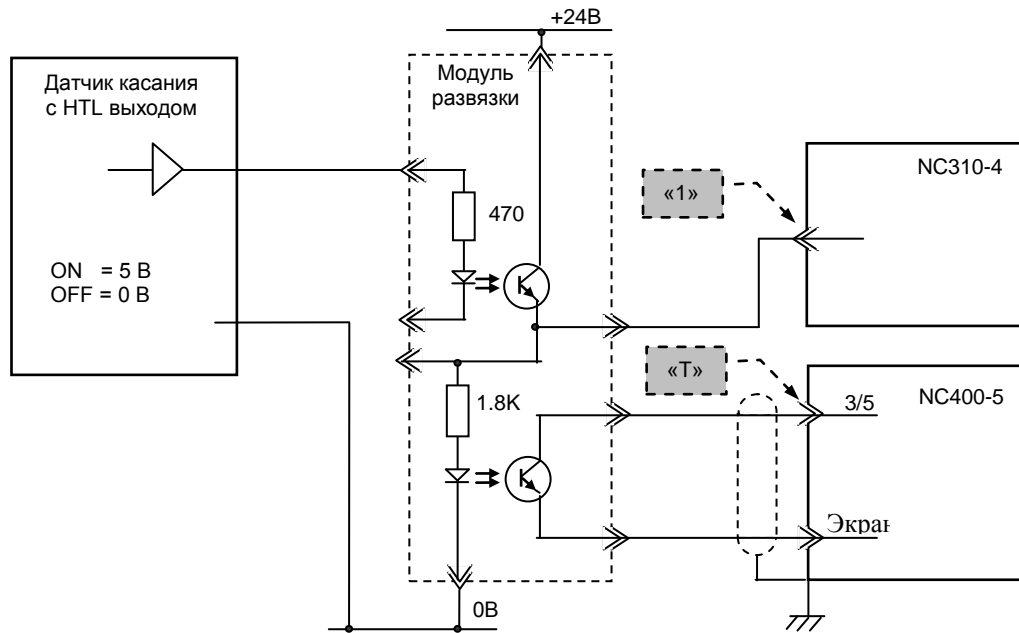 +24В
Датчик касания
с HTL выходом
Модуль
развязки
NC310-4
«1»
470
ON = 5 В
OFF = 0 В
«Т»
1.8K
3/5
NC400-5
Экран
0В